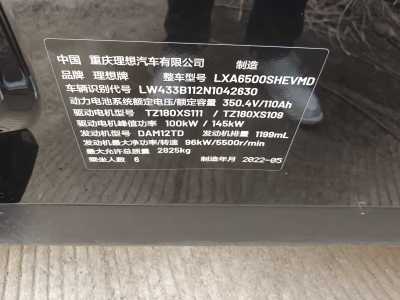 中国 重庆理想汽车有限公司 制造
品牌 理想牌 整车型号 LXA6500SHEVMD
车辆识别代号 LW433B112N1042630
动力电池系统额定电压/额定容量 350.4V/110Ah
驱动电机型号 TZ180XS111 / TZ180XS109
驱动电机峰值功率 100kW / 145kW
发动机型号 DAM12TD 发动机排量 1199mL
发动机最大净功率/转速 96kW/5500r/min
最大允许总质量 2825kg
乘坐人数 6 制造年月 2022-05